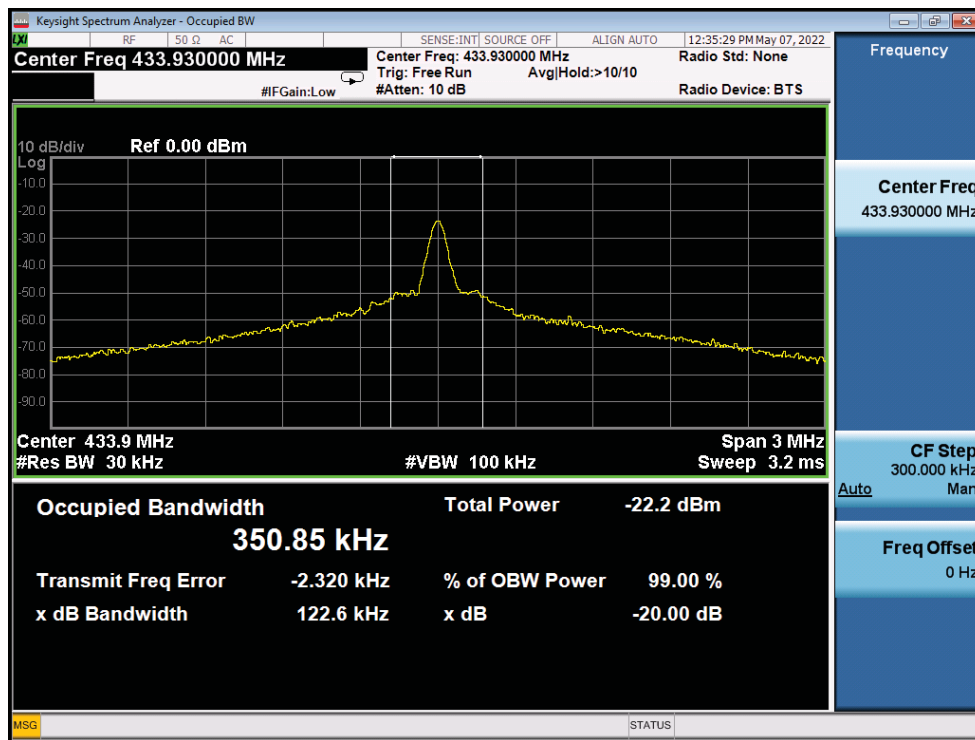 Keysight Spectrum Analyzer - Occupied BW
LXI RF 50 Ω AC SENSE:INT SOURCE OFF ALIGN AUTO 12:35:29 PM May 07, 2022
Center Freq 433.930000 MHz
Center Freq: 433.930000 MHz Radio Std: None
Trig: Free Run Avg|Hold:>10/10
#IFGain:Low #Atten: 10 dB Radio Device: BTS
10 dB/div Ref 0.00 dBm
Log
-10.0
-20.0
-30.0
-40.0
-50.0
-60.0
-70.0
-80.0
-90.0
Center 433.9 MHz Span 3 MHz
#Res BW 30 kHz #VBW 100 kHz Sweep 3.2 ms
Occupied Bandwidth Total Power -22.2 dBm
350.85 kHz
Transmit Freq Error -2.320 kHz % of OBW Power 99.00 %
x dB Bandwidth 122.6 kHz x dB -20.00 dB
MSG STATUS
Frequency
Center Freq
433.930000 MHz
CF Step
300.000 kHz
Auto Man
Freq Offset
0 Hz